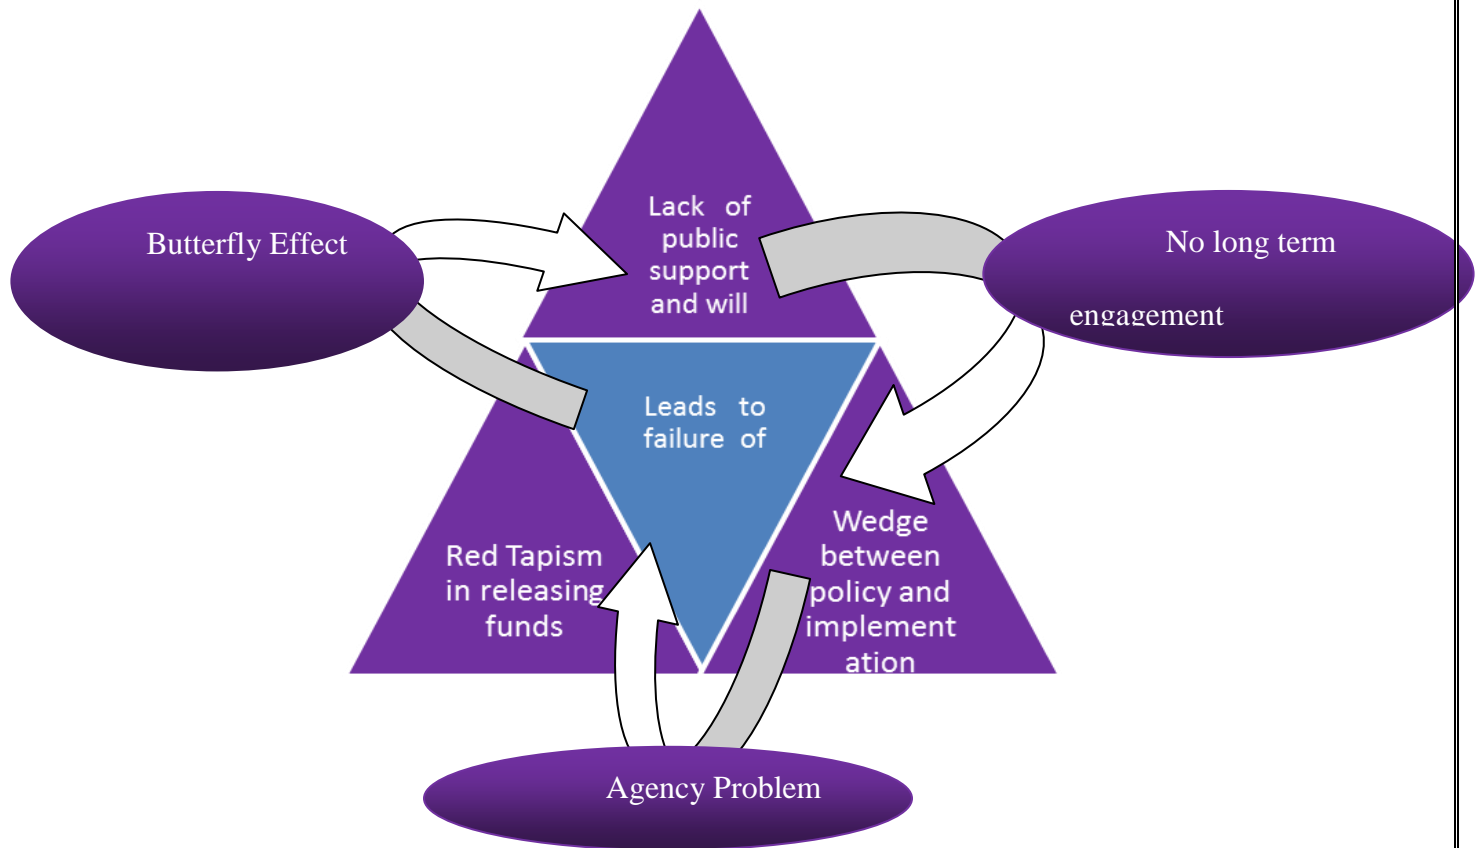 Lack of
public
support
and will
Butterfly Effect
No long term
engagement
Leads to
failure of
Red Tapism
in releasing
funds
Wedge
between
policy and
implement
ation
Agency Problem